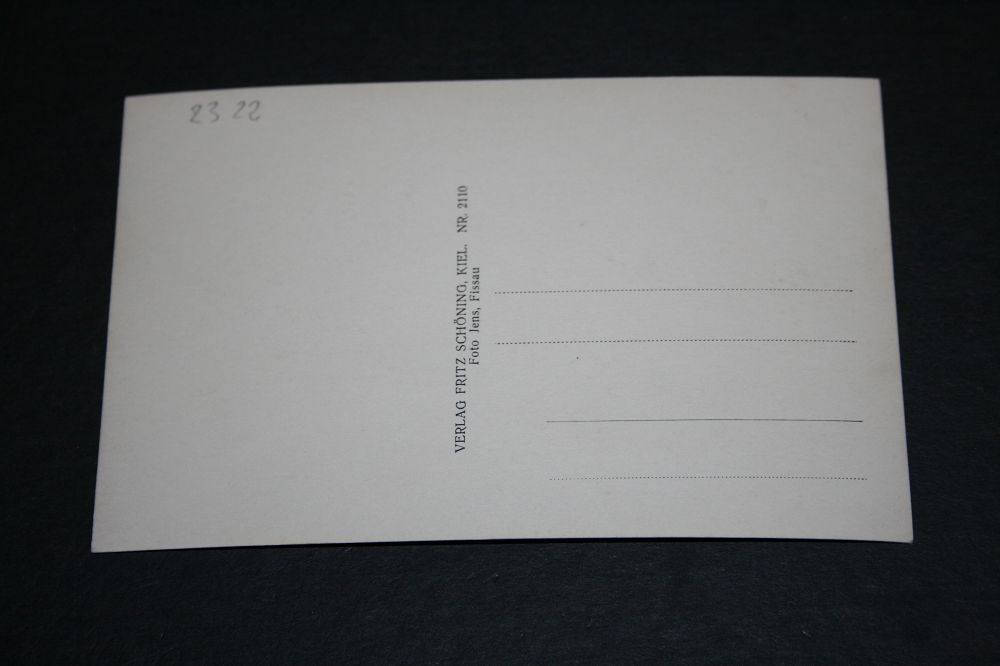 23 22
VERLAG FRITZ SCHÖNING, KIEL. NR. 2110
Foto Jens, Fissau